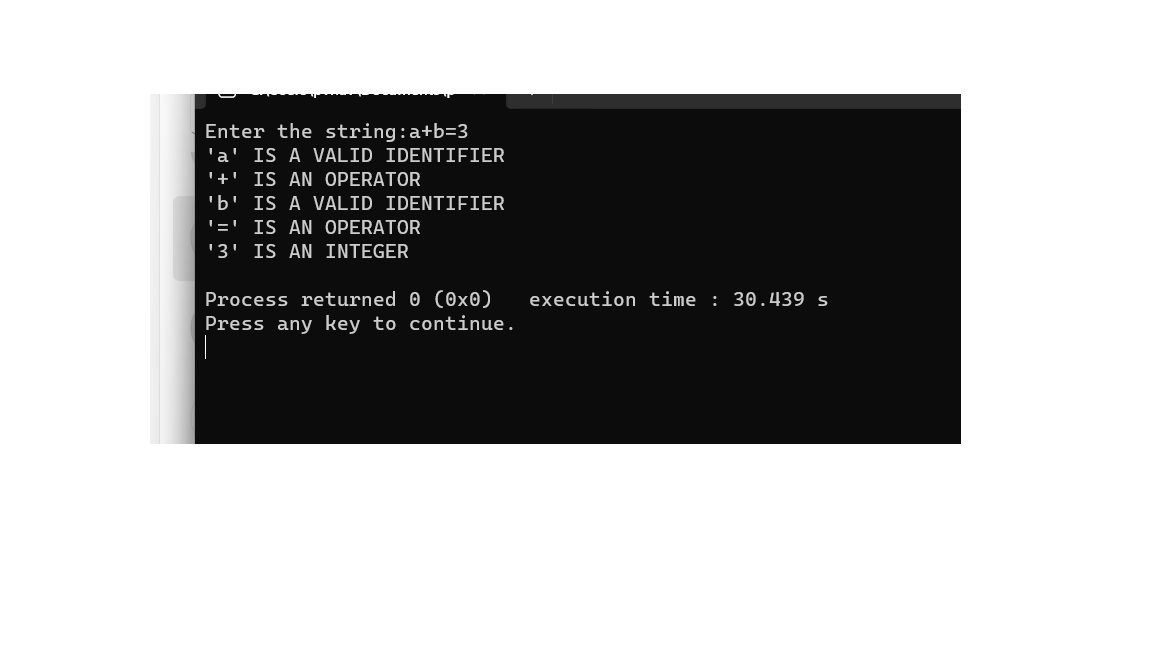 Enter the string:a+b=3
'a' IS A VALID IDENTIFIER
'+' IS AN OPERATOR
'b' IS A VALID IDENTIFIER
'=' IS AN OPERATOR
'3' IS AN INTEGER
Process returned 0 (0x0)   execution time : 30.439 s
Press any key to continue.